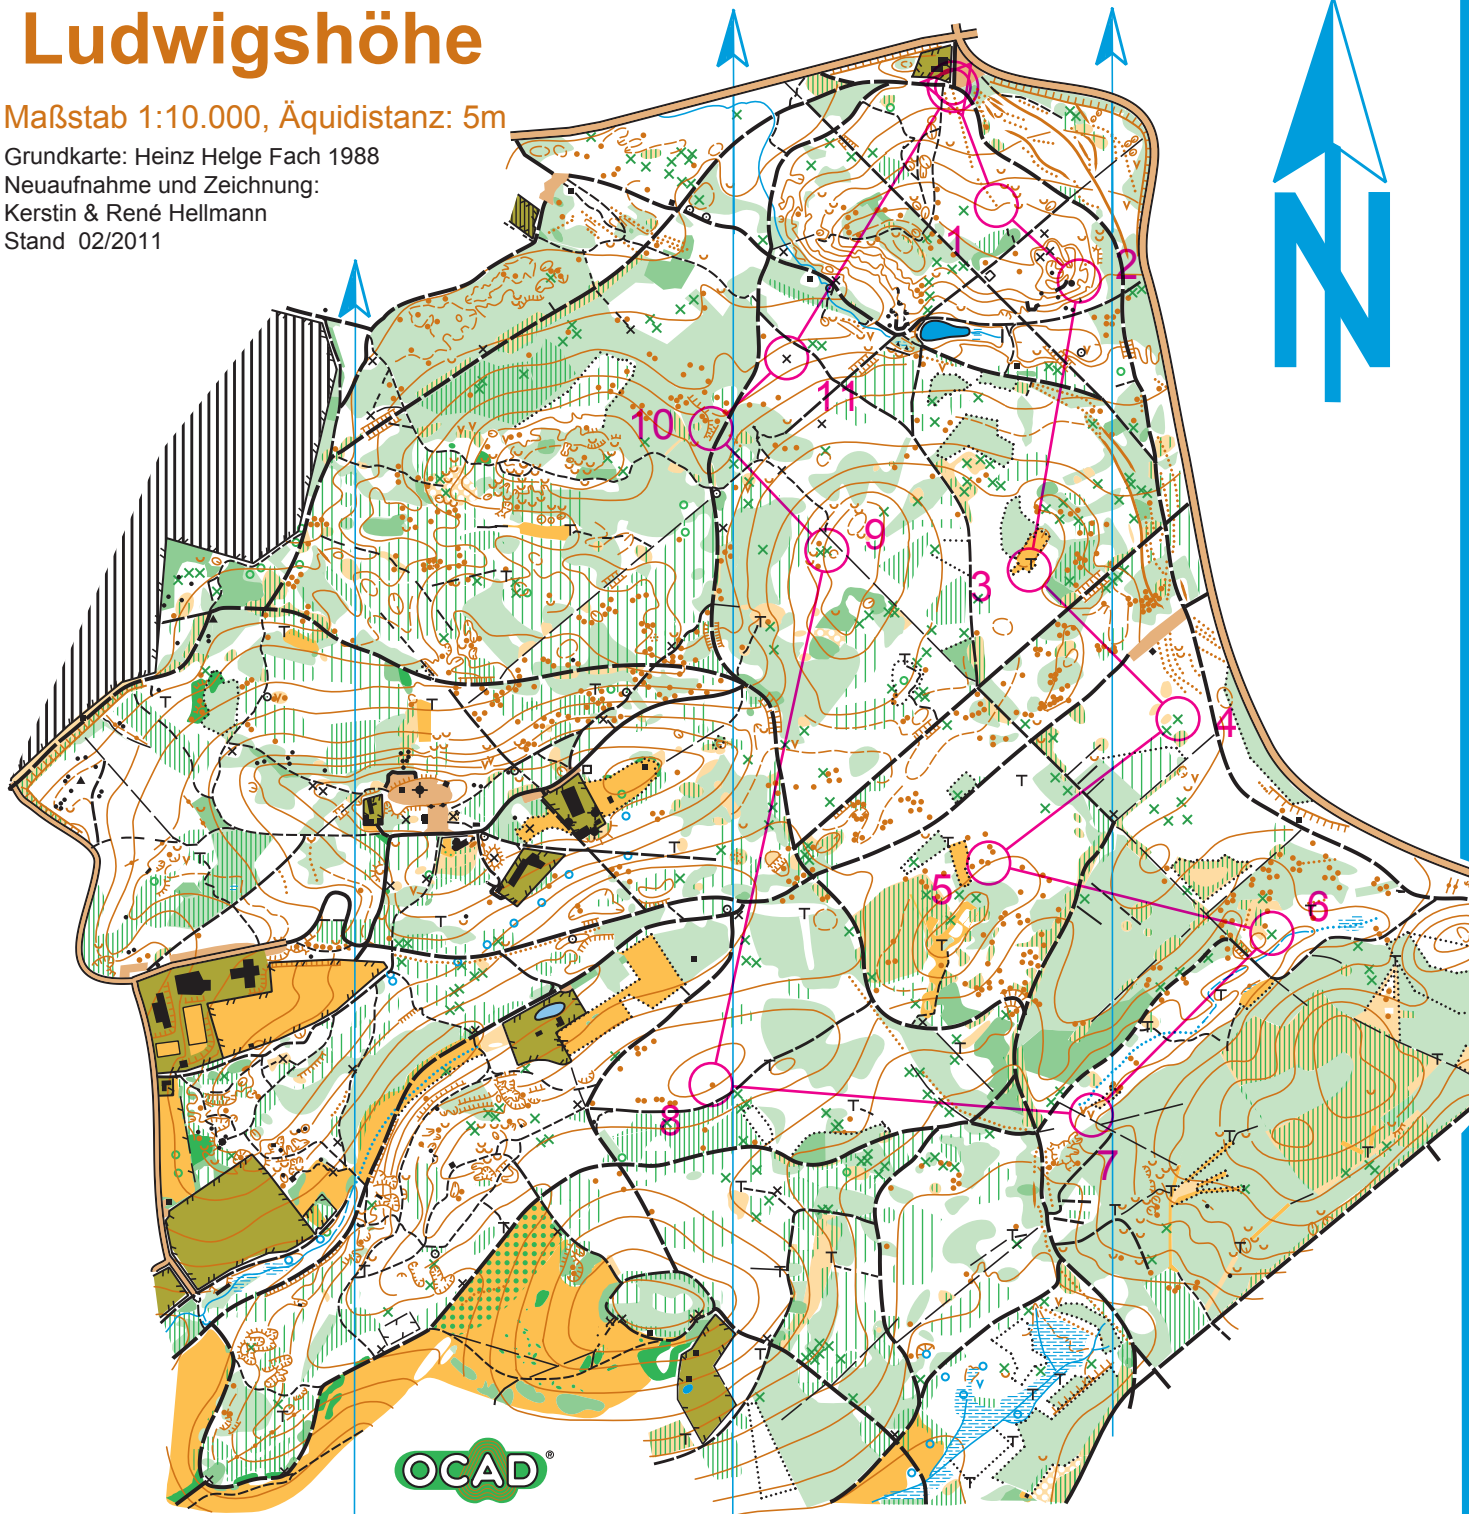 Ludwigshöhe
Maßstab 1:10.000, Äquidistanz: 5m
Grundkarte: Heinz Helge Fach 1988
Neuaufnahme und Zeichnung:
Kerstin & René Hellmann
Stand 02/2011
N
1
2
11
10
9
3
4
5
6
8
7
OCAD®